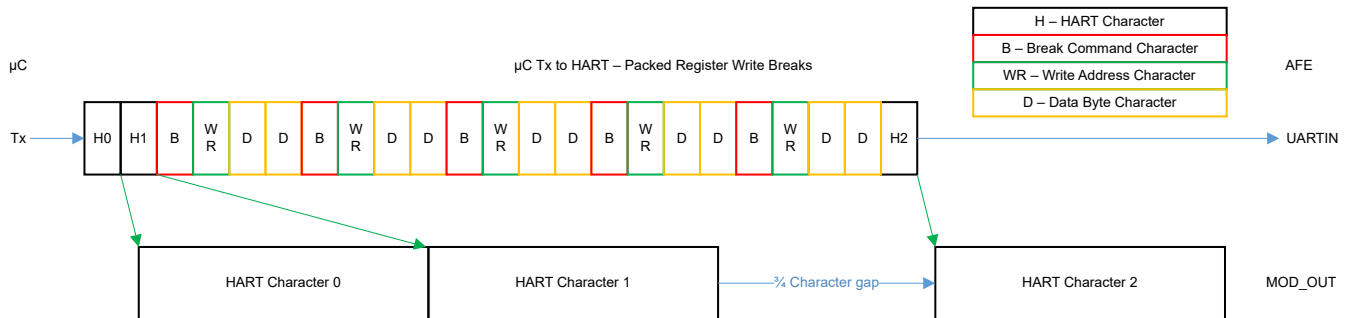 H – HART Character
B – Break Command Character
WR – Write Address Character
D – Data Byte Character
µC
µC Tx to HART – Packed Register Write Breaks
AFE
Tx
H0
H1
B
W
R
D
D
B
W
R
D
D
B
W
R
D
D
B
W
R
D
D
B
W
R
D
D
H2
UARTIN
HART Character 0
HART Character 1
¾ Character gap
HART Character 2
MOD_OUT